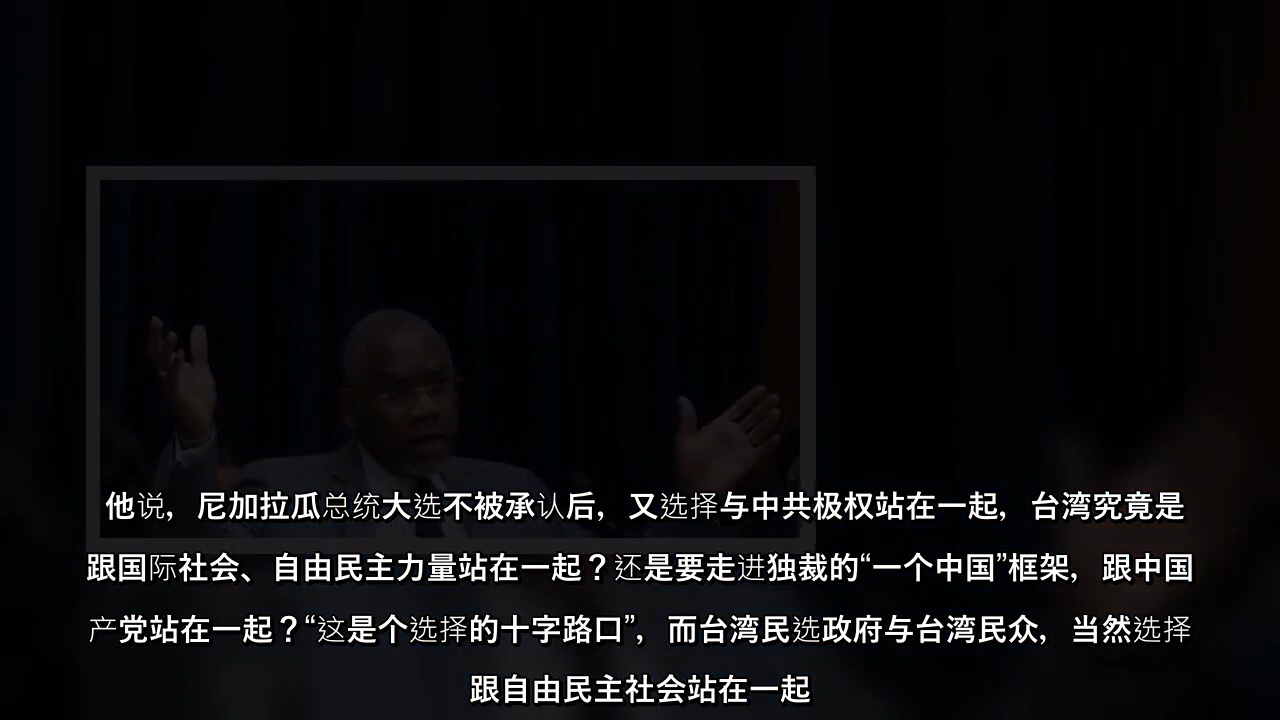 他说，尼加拉瓜总统大选不被承认后，又选择与中共极权站在一起，台湾究竟是
跟国际社会、自由民主力量站在一起？还是要走进独裁的“一个中国”框架，跟中国
产党站在一起？“这是个选择的十字路口”，而台湾民选政府与台湾民众，当然选择
跟自由民主社会站在一起